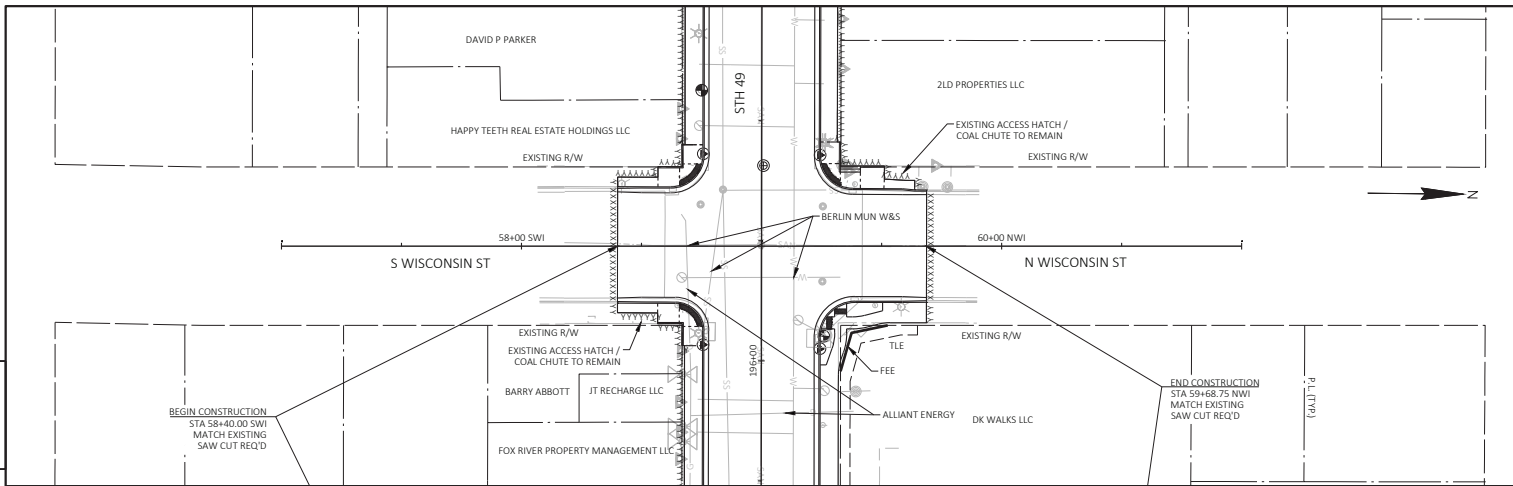 DAVID P PARKER
HAPPY TEETH REAL ESTATE HOLDINGS LLC
EXISTING R/W
STH 49
SS
W
2LD PROPERTIES LLC
EXISTING ACCESS HATCH /
COAL CHUTE TO REMAIN
EXISTING R/W
N
BERLIN MUN W&S
58+00 SWI
60+00 NWI
S WISCONSIN ST
N WISCONSIN ST
EXISTING R/W
EXISTING ACCESS HATCH /
COAL CHUTE TO REMAIN
BARRY ABBOTT
JT RECHARGE LLC
FOX RIVER PROPERTY MANAGEMENT LLC
BEGIN CONSTRUCTION
STA 58+40.00 SWI
MATCH EXISTING
SAW CUT REQ'D
196+00
SS
W
G
TLE
FEE
EXISTING R/W
ALLIANT ENERGY
DK WALKS LLC
END CONSTRUCTION
STA 59+68.75 NWI
MATCH EXISTING
SAW CUT REQ'D
P.L. (TYP.)